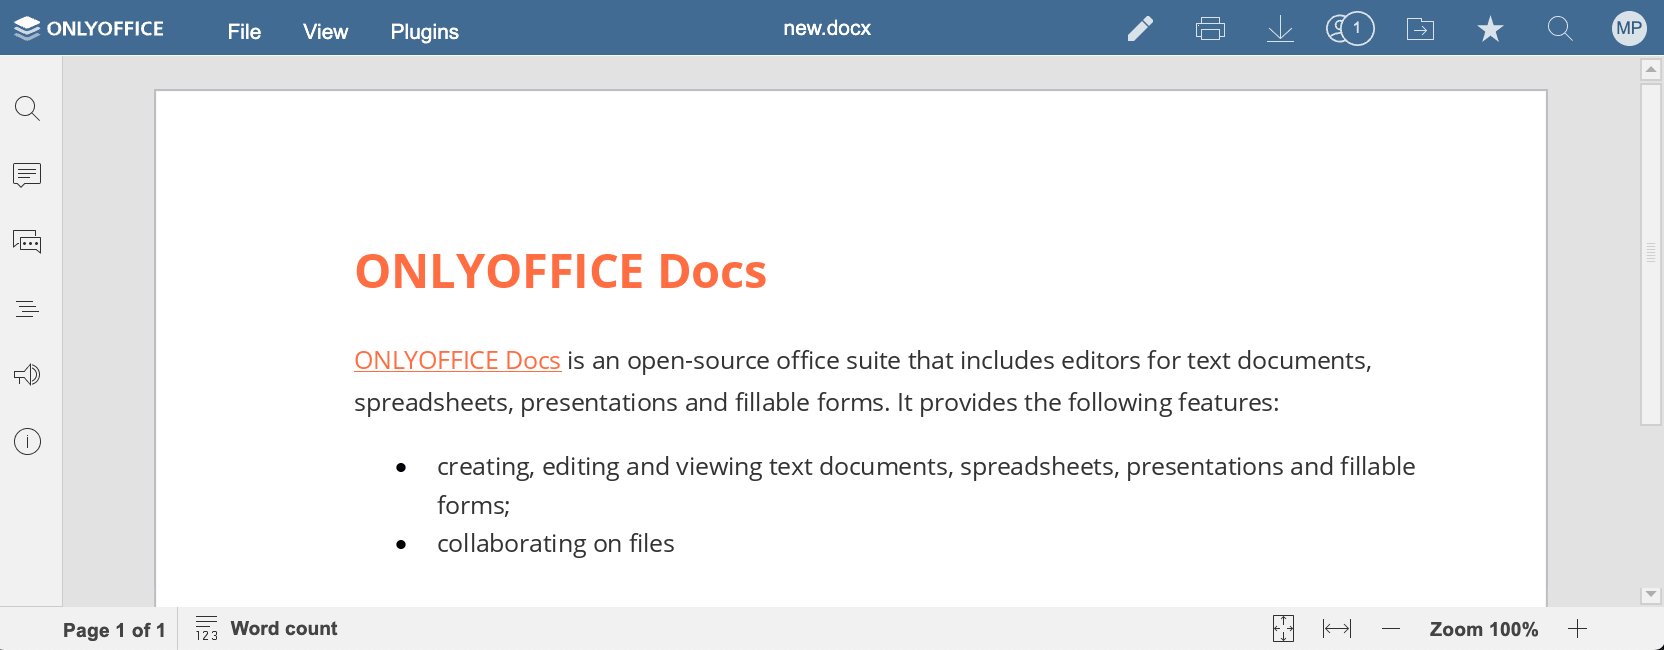 ONLYOFFICE File View Plugins new.docx 1 MP
ONLYOFFICE Docs
ONLYOFFICE Docs is an open-source office suite that includes editors for text documents,
spreadsheets, presentations and fillable forms. It provides the following features:
● creating, editing and viewing text documents, spreadsheets, presentations and fillable
forms;
● collaborating on files
Page 1 of 1 123 Word count Zoom 100%